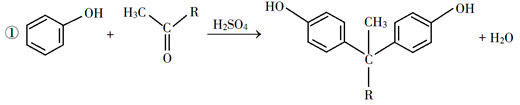 ① OH + H₃C R O H₂SO₄ HO CH₃ OH C R + H₂O